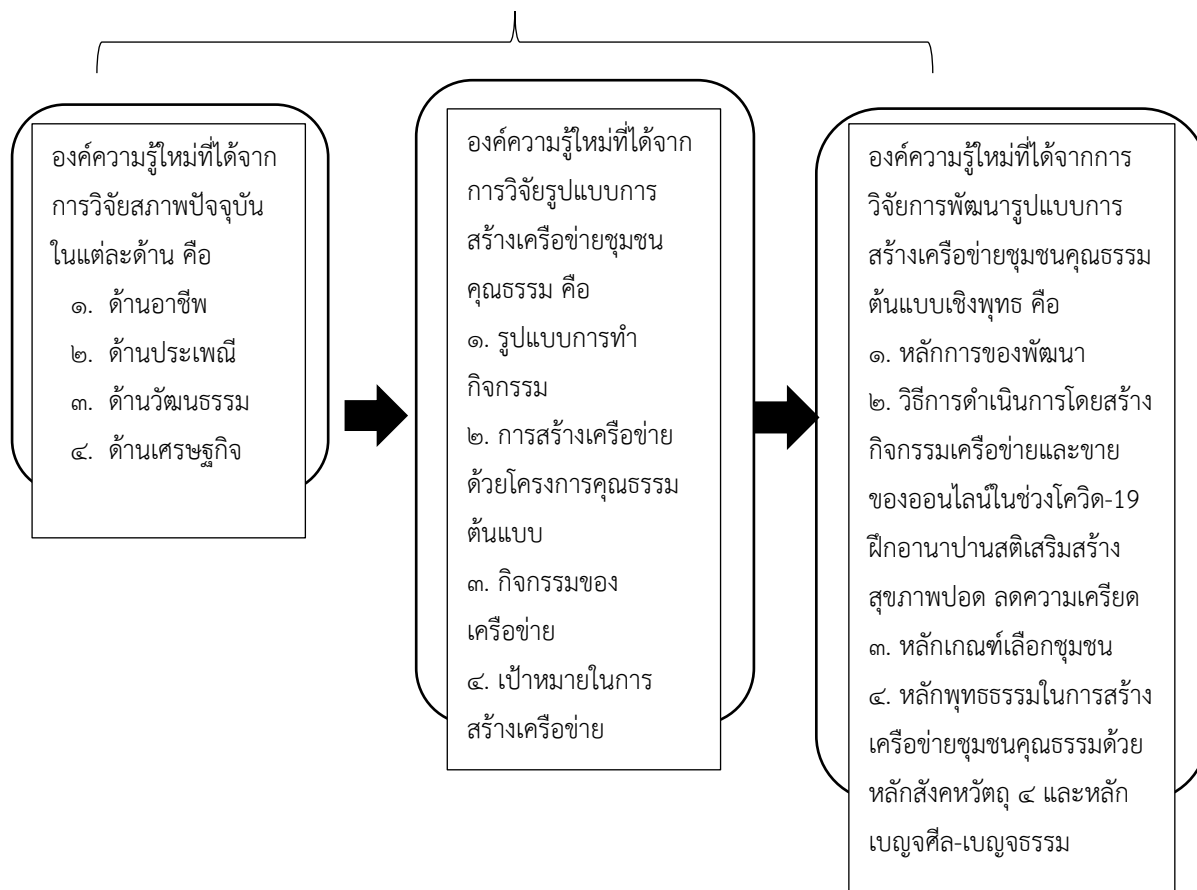 องค์ความรู้ใหม่ที่ได้จาก
การวิจัยสภาพปัจจุบัน
ในแต่ละด้าน คือ
๑. ด้านอาชีพ
๒. ด้านประเพณี
๓. ด้านวัฒนธรรม
๔. ด้านเศรษฐกิจ
องค์ความรู้ใหม่ที่ได้จาก
การวิจัยรูปแบบการ
สร้างเครือข่ายชุมชน
คุณธรรม คือ
๑. รูปแบบการทำ
กิจกรรม
๒. การสร้างเครือข่าย
ด้วยโครงการคุณธรรม
ต้นแบบ
๓. กิจกรรมของ
เครือข่าย
๔. เป้าหมายในการ
สร้างเครือข่าย
องค์ความรู้ใหม่ที่ได้จากการ
วิจัยการพัฒนารูปแบบการ
สร้างเครือข่ายชุมชนคุณธรรม
ต้นแบบเชิงพุทธ คือ
๑. หลักการของพัฒนา
๒. วิธีการดำเนินการโดยสร้าง
กิจกรรมเครือข่ายและขาย
ของออนไลน์ในช่วงโควิด-19
ฝึกอานาปานสติเสริมสร้าง
สุขภาพปอด ลดความเครียด
๓. หลักเกณฑ์เลือกชุมชน
๔. หลักพุทธธรรมในการสร้าง
เครือข่ายชุมชนคุณธรรมด้วย
หลักสังคหวัตถุ ๔ และหลัก
เบญจศีล-เบญจธรรม